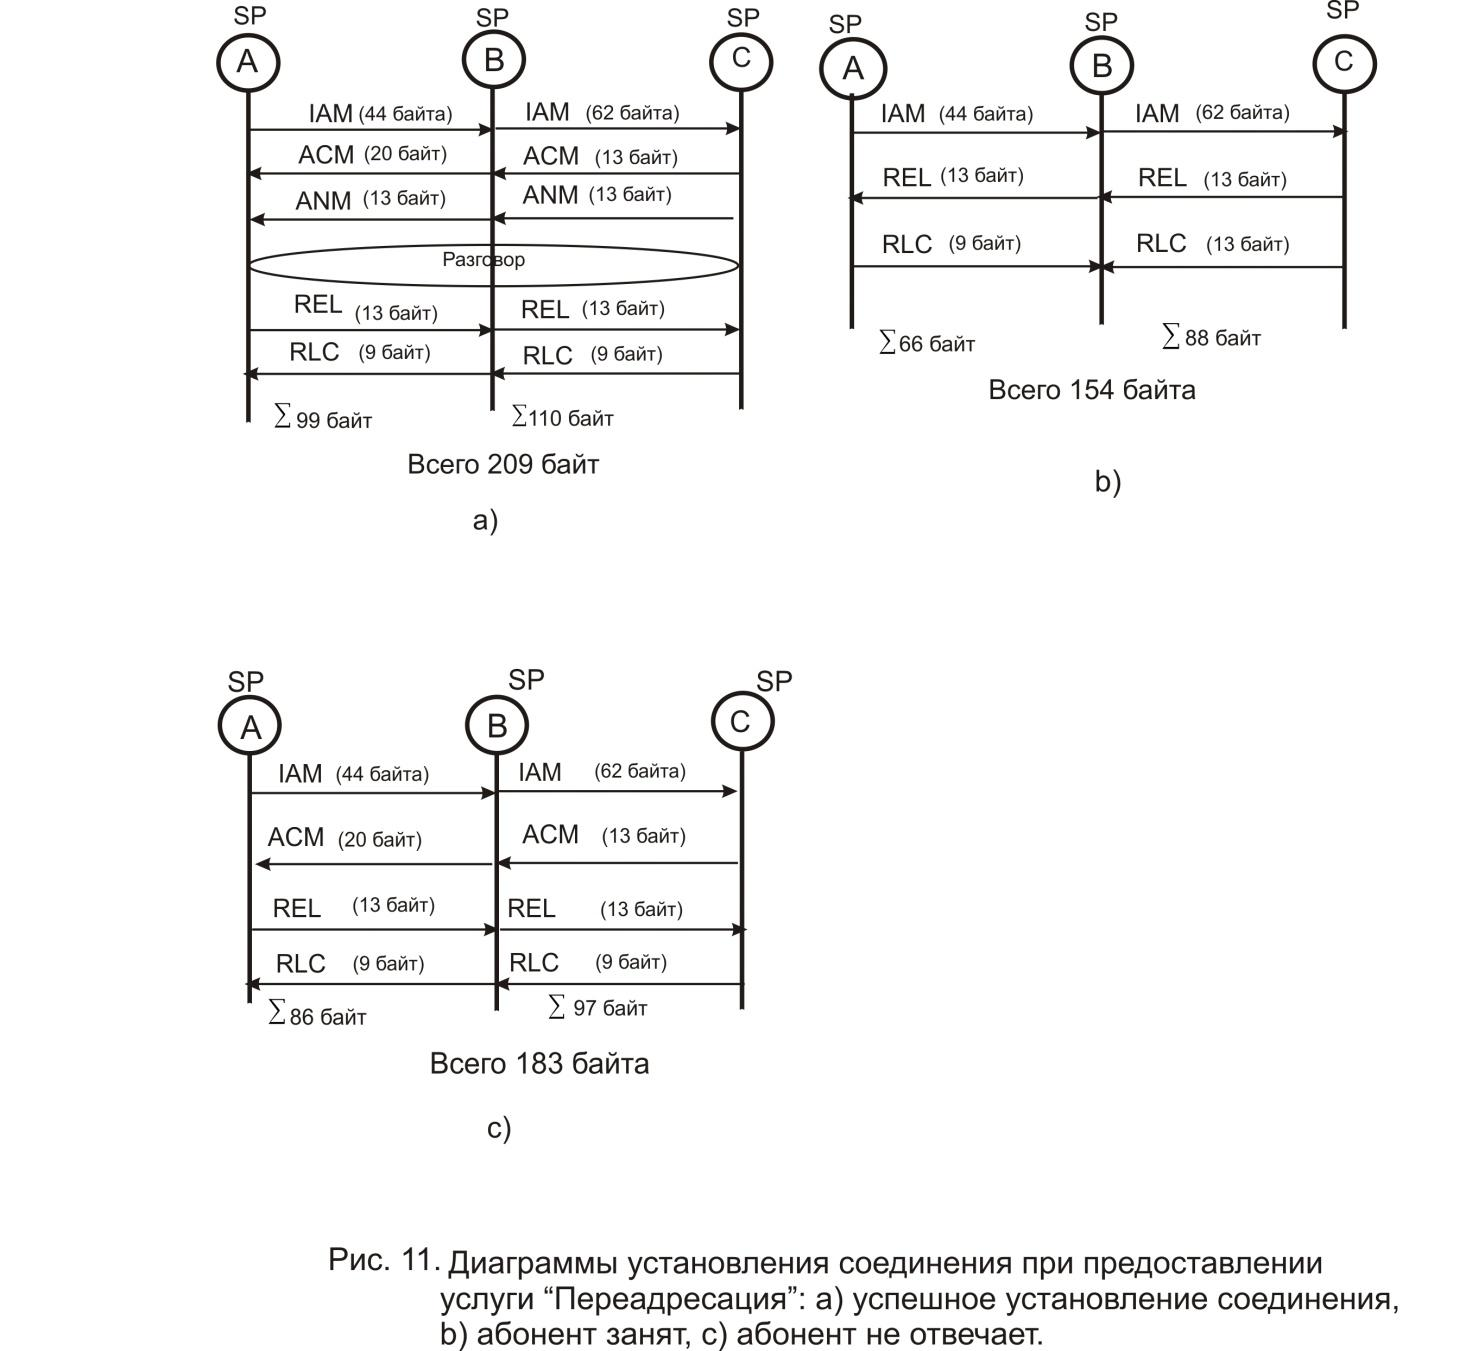 SP SP SP
A B C
IAM (44 байта) IAM (62 байта)
ACM (20 байт) ACM (13 байт)
ANM (13 байт) ANM (13 байт)
Разговор
REL (13 байт) REL (13 байт)
RLC (9 байт) RLC (9 байт)
∑ 99 байт ∑110 байт
Всего 209 байт
a)
SP SP SP
A B C
IAM (44 байта) IAM (62 байта)
REL (13 байт) REL (13 байт)
RLC (9 байт) RLC (13 байт)
∑66 байт ∑88 байт
Всего 154 байта
b)
SP SP SP
A B C
IAM (44 байта) IAM (62 байта)
ACM (20 байт) ACM (13 байт)
REL (13 байт) REL (13 байт)
RLC (9 байт) RLC (9 байт)
∑86 байт ∑ 97 байт
Всего 183 байта
c)
Рис. 11. Диаграммы установления соединения при предоставлении
услуги “Переадресация”: a) успешное установление соединения,
b) абонент занят, c) абонент не отвечает.